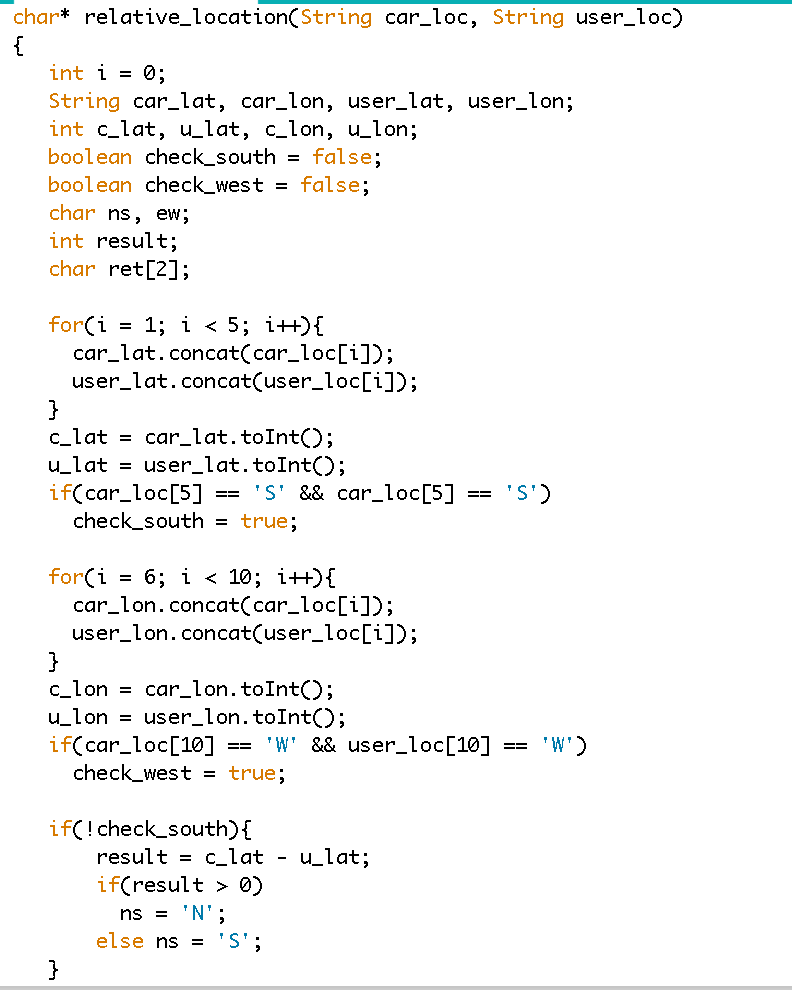 char* relative_location(String car_loc, String user_loc)
{
   int i = 0;
   String car_lat, car_lon, user_lat, user_lon;
   int c_lat, u_lat, c_lon, u_lon;
   boolean check_south = false;
   boolean check_west = false;
   char ns, ew;
   int result;
   char ret[2];

   for(i = 1; i < 5; i++){
     car_lat.concat(car_loc[i]);
     user_lat.concat(user_loc[i]);
   }
   c_lat = car_lat.toInt();
   u_lat = user_lat.toInt();
   if(car_loc[5] == 'S' && car_loc[5] == 'S')
     check_south = true;

   for(i = 6; i < 10; i++){
     car_lon.concat(car_loc[i]);
     user_lon.concat(user_loc[i]);
   }
   c_lon = car_lon.toInt();
   u_lon = user_lon.toInt();
   if(car_loc[10] == 'W' && user_loc[10] == 'W')
     check_west = true;

   if(!check_south){
       result = c_lat - u_lat;
       if(result > 0)
         ns = 'N';
       else ns = 'S';
   }